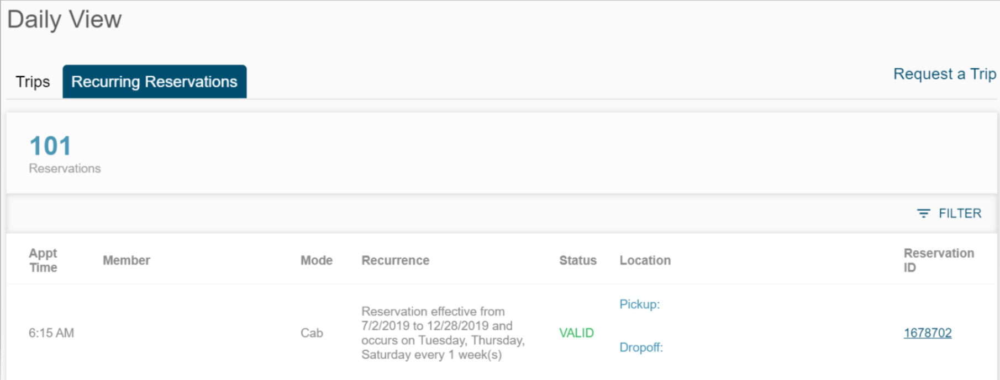 Daily View
Trips
Recurring Reservations
Request a Trip
101
Reservations
FILTER
Appt
Time
Member
Mode
Recurrence
Status
Location
Reservation
ID
6:15 AM
Cab
Reservation effective from
7/2/2019 to 12/28/2019 and
occurs on Tuesday, Thursday,
Saturday every 1 week(s)
VALID
Pickup:
Dropoff:
1678702